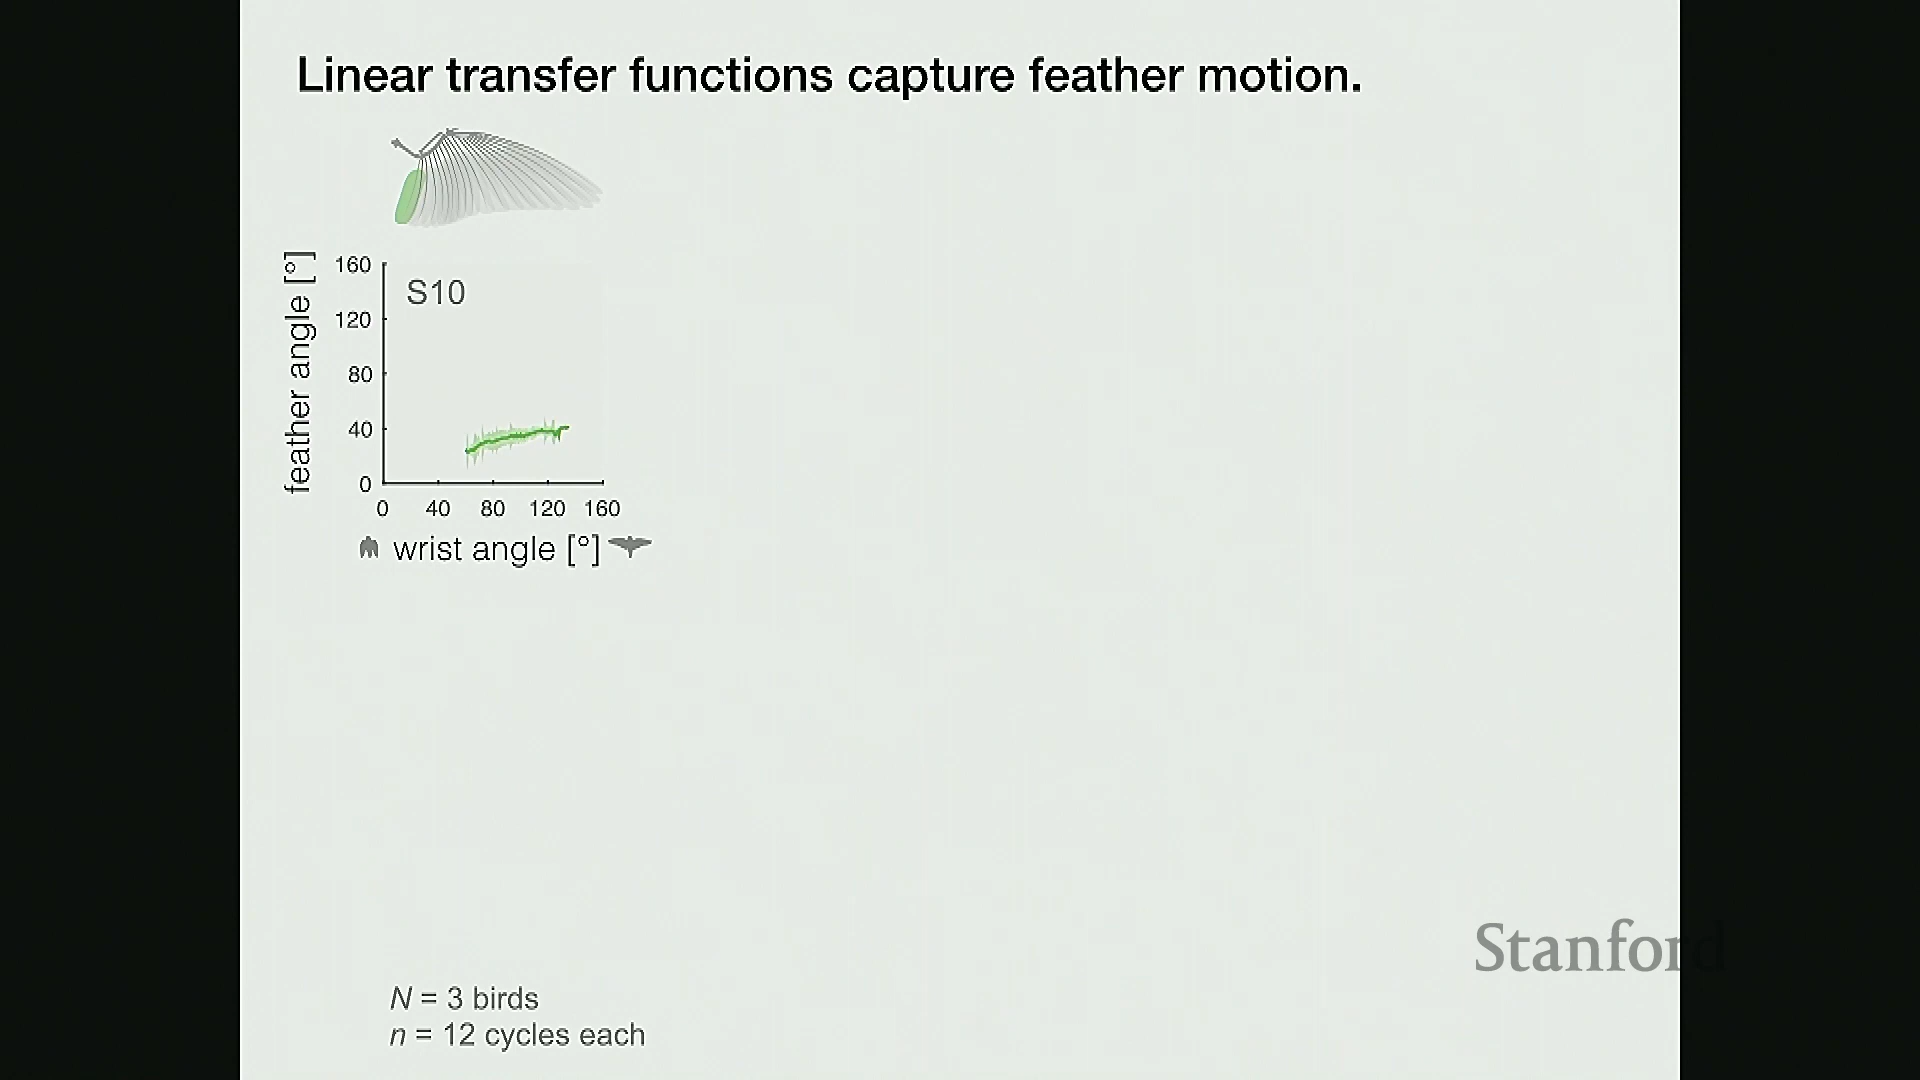 Linear transfer functions capture feather motion.
feather angle [°]
160
120
80
40
0
S10
0 40 80 120 160
wrist angle [°]
Stanford
N = 3 birds
n = 12 cycles each